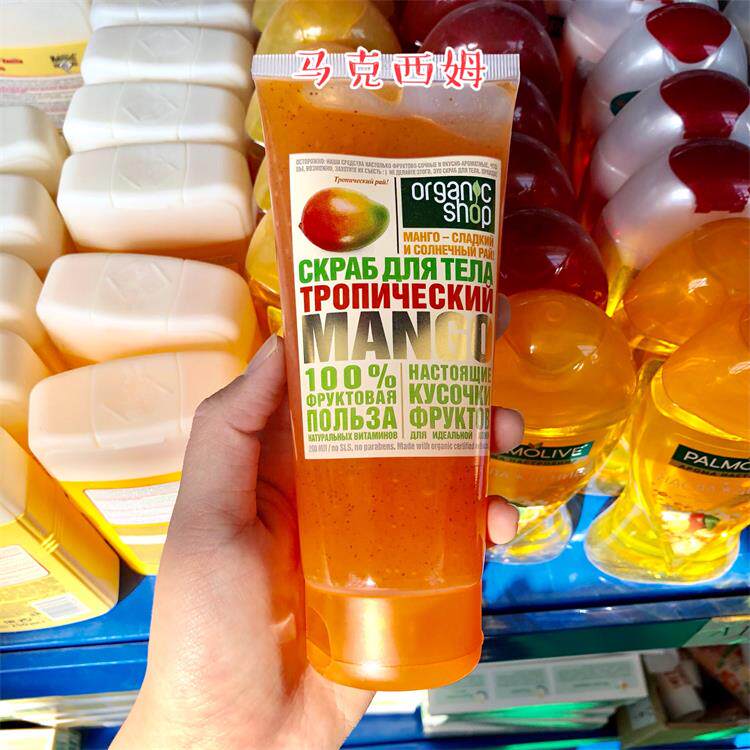 马克西姆
ОСТОРОЖНО: НАШИ СРЕДСТВА НАСТОЛЬКО ФРУКТОВО-СОЧНЫЕ И ВКУСНО-АРОМАТНЫЕ, ЧТО
ВЫ, ВОЗМОЖНО, ЗАХОТИТЕ ИХ СЪЕСТЬ : ) НЕ ДЕЛАЙТЕ ЭТОГО, ЭТО СКРАБ ДЛЯ ТЕЛА,
Тропический рай!
organic
shop
МАНГО – СЛАДКИЙ
И СОЛНЕЧНЫЙ РАЙ!
СКРАБ ДЛЯ ТЕЛА
ТРОПИЧЕСКИЙ
MANGO
100%
ФРУКТОВАЯ
ПОЛЬЗА
НАТУРАЛЬНЫХ ВИТАМИНОВ
НАСТОЯЩИЕ
КУСОЧКИ
ФРУКТОВ
ДЛЯ ИДЕАЛЬНОЙ
/ no SLS, no parabens. Made with organic certified
PALMOLIVE